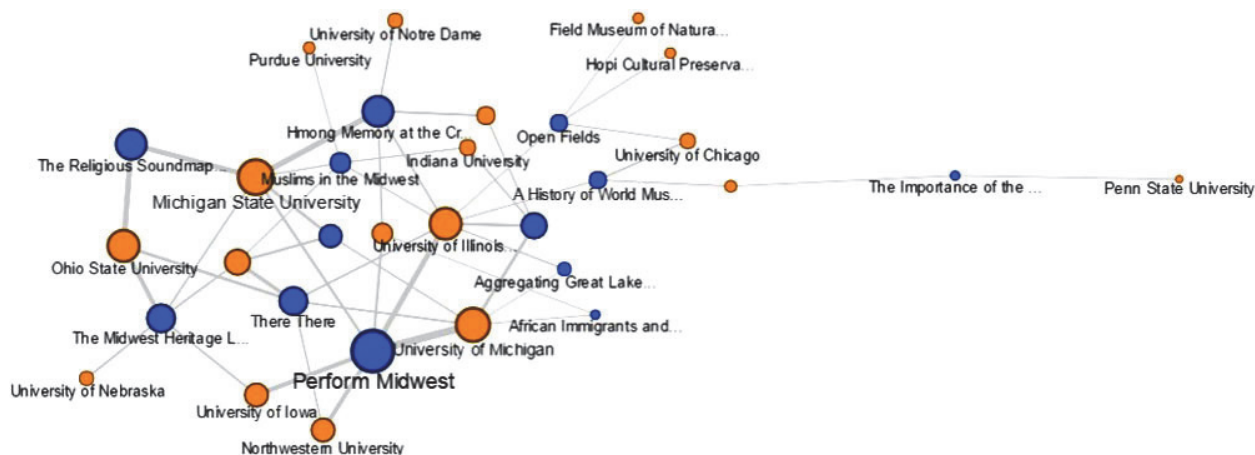 University of Notre Dame
Field Museum of Natura...
Purdue University
Hopi Cultural Preserva...
Hmong Memory at the Cr...
Open Fields
The Religious Soundmap...
Indiana University
University of Chicago
Muslims in the Midwest
A History of World Mus...
The Importance of the ...
Penn State University
Michigan State University
University of Illinois...
Ohio State University
Aggregating Great Lake...
The Midwest Heritage L...
There There
African Immigrants and...
University of Michigan
Perform Midwest
University of Nebraska
University of Iowa
Northwestern University